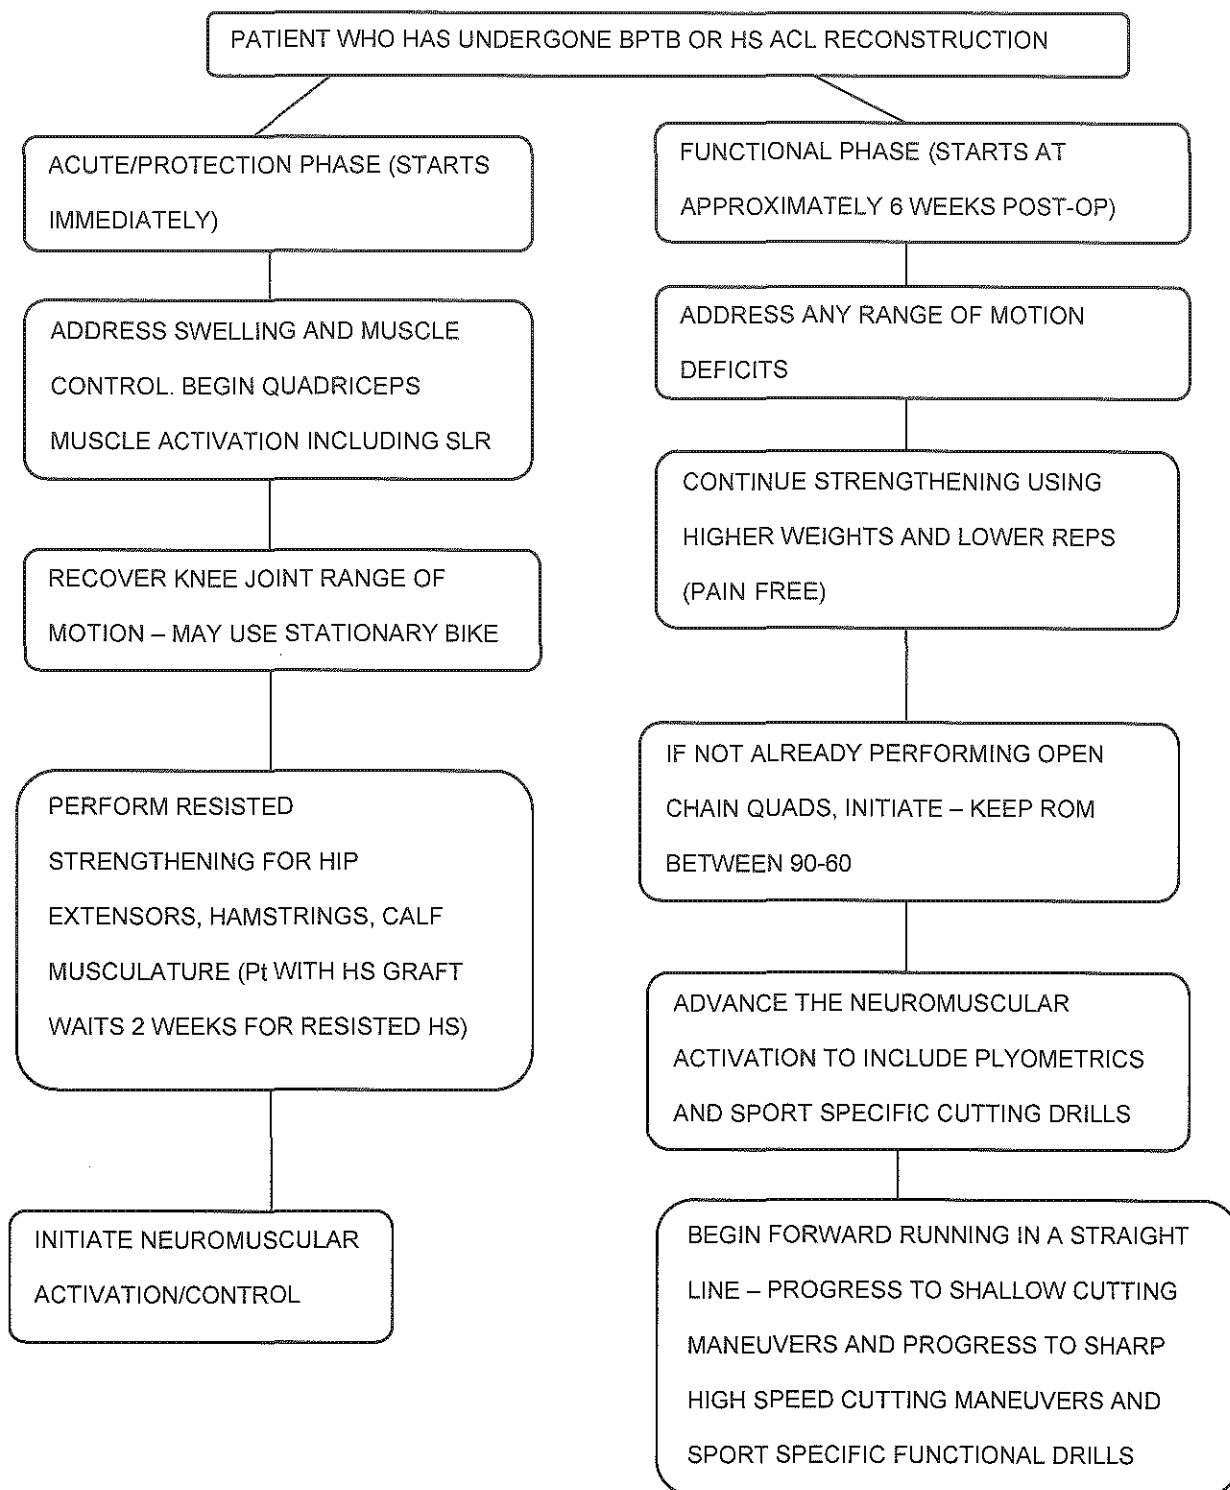 PATIENT WHO HAS UNDERGONE BPTB OR HS ACL RECONSTRUCTION
ACUTE/PROTECTION PHASE (STARTS
IMMEDIATELY)
ADDRESS SWELLING AND MUSCLE
CONTROL. BEGIN QUADRICEPS
MUSCLE ACTIVATION INCLUDING SLR
RECOVER KNEE JOINT RANGE OF
MOTION – MAY USE STATIONARY BIKE
PERFORM RESISTED
STRENGTHENING FOR HIP
EXTENSORS, HAMSTRINGS, CALF
MUSCULATURE (Pt WITH HS GRAFT
WAITS 2 WEEKS FOR RESISTED HS)
INITIATE NEUROMUSCULAR
ACTIVATION/CONTROL
FUNCTIONAL PHASE (STARTS AT
APPROXIMATELY 6 WEEKS POST-OP)
ADDRESS ANY RANGE OF MOTION
DEFICITS
CONTINUE STRENGTHENING USING
HIGHER WEIGHTS AND LOWER REPS
(PAIN FREE)
IF NOT ALREADY PERFORMING OPEN
CHAIN QUADS, INITIATE – KEEP ROM
BETWEEN 90-60
ADVANCE THE NEUROMUSCULAR
ACTIVATION TO INCLUDE PLYOMETRICS
AND SPORT SPECIFIC CUTTING DRILLS
BEGIN FORWARD RUNNING IN A STRAIGHT
LINE – PROGRESS TO SHALLOW CUTTING
MANEUVERS AND PROGRESS TO SHARP
HIGH SPEED CUTTING MANEUVERS AND
SPORT SPECIFIC FUNCTIONAL DRILLS